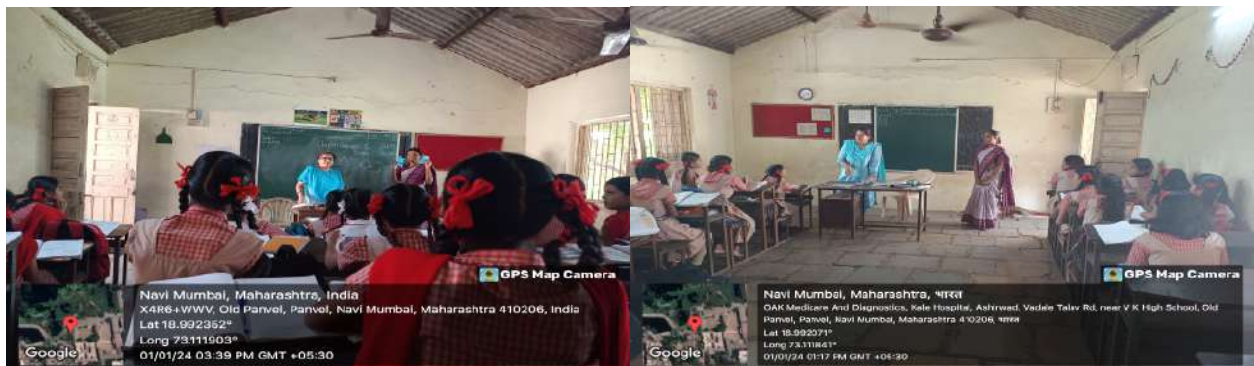 GPS Map Camera
Navi Mumbai, Maharashtra, India
X4R6+WWV, Old Panvel, Panvel, Navi Mumbai, Maharashtra 410206, India
Lat 18.992352°
Long 73.111903°
01/01/24 03:39 PM GMT +05:30
Google
GPS Map Camera
Navi Mumbai, Maharashtra, भारत
OAK Medicare And Diagnostics, Kale Hospital, Ashirwad, Vadale Talav Rd, near V K High School, Old
Panvel, Panvel, Navi Mumbai, Maharashtra 410206, भारत
Lat 18.992071°
Long 73.111841°
01/01/24 01:17 PM GMT +05:30
Google